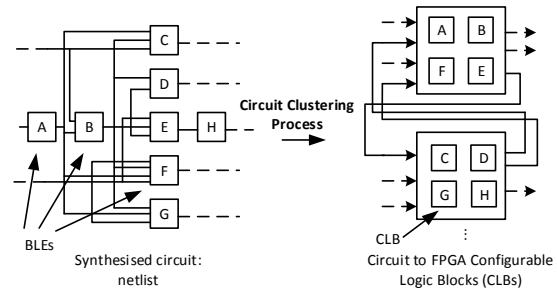 C
D
A
B
E
H
F
G
BLEs
Synthesised circuit:
netlist
Circuit Clustering
Process
A B
F E
C D
G H
CLB
⋮
Circuit to FPGA Configurable
Logic Blocks (CLBs)